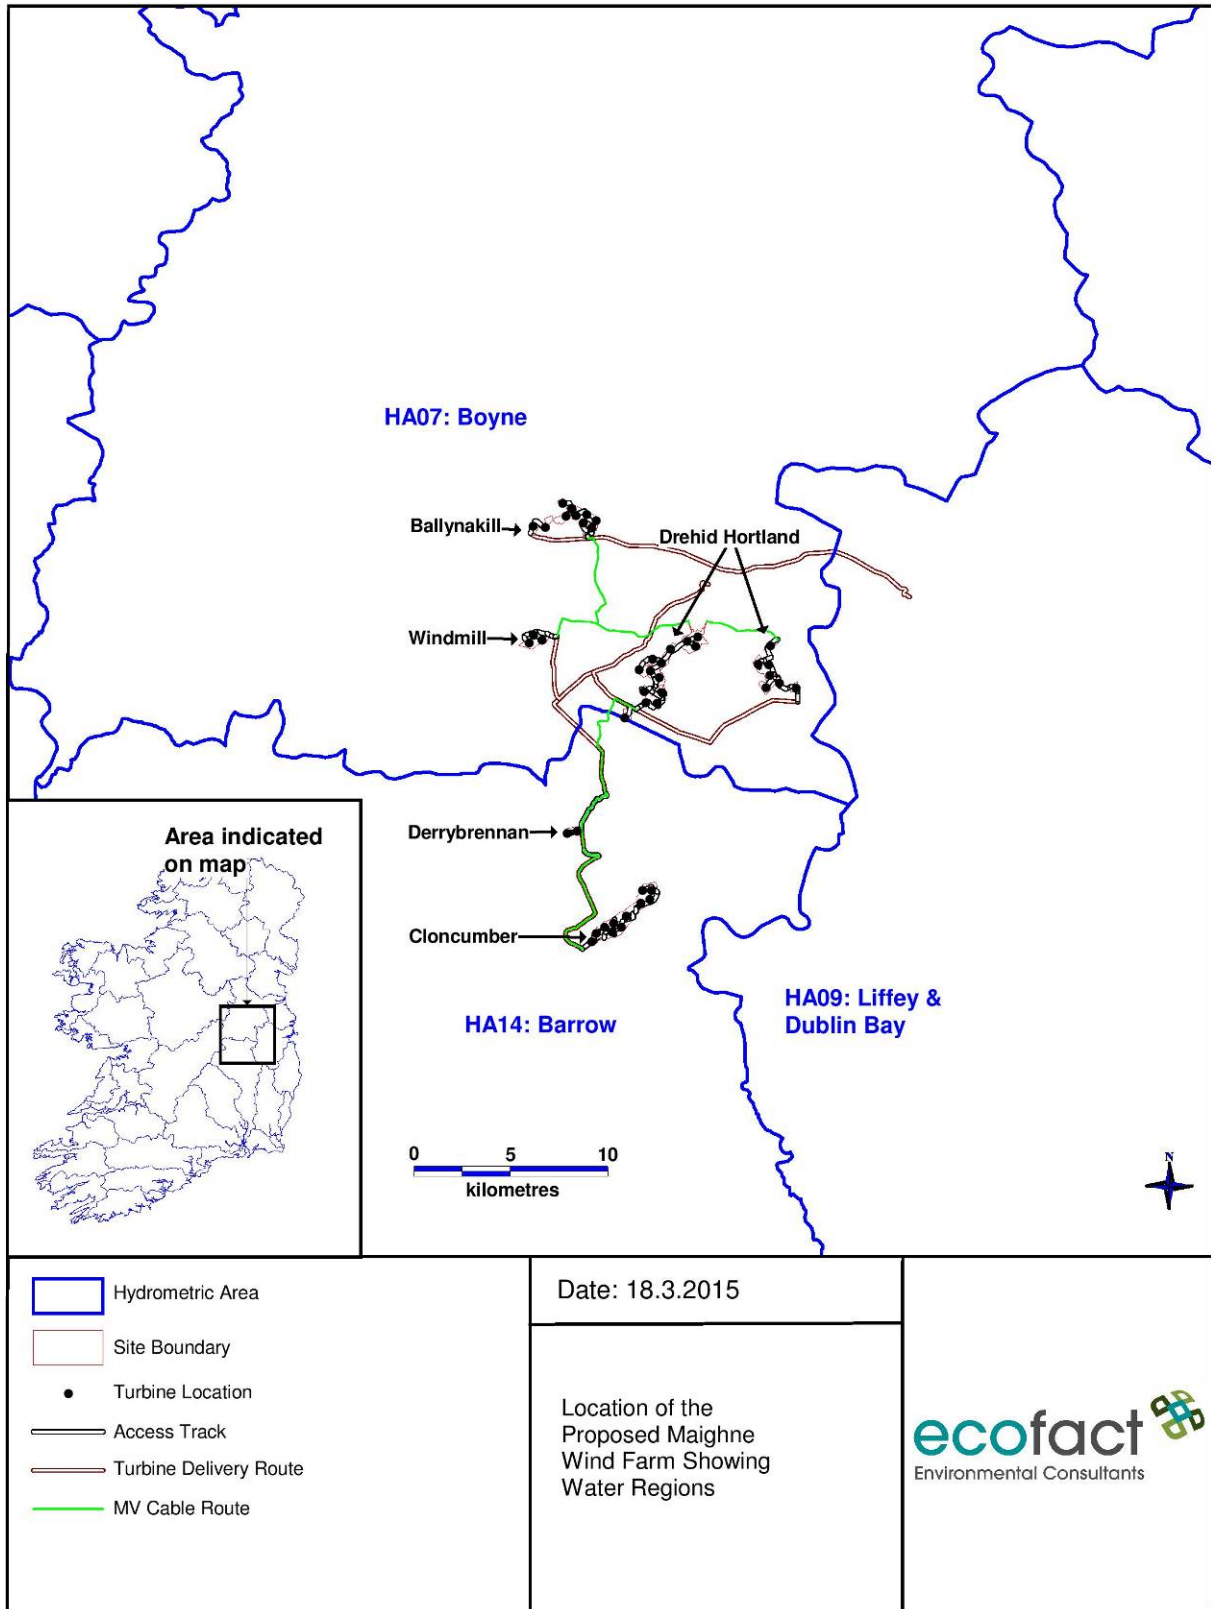 HA07: Boyne
Ballynakill
Drehid Hortland
Windmill
Derrybrennan
Cloncumber
HA14: Barrow
HA09: Liffey &
Dublin Bay
Area indicated
on map
0 5 10
kilometres
N
Hydrometric Area
Site Boundary
Turbine Location
Access Track
Turbine Delivery Route
MV Cable Route
Date: 18.3.2015
Location of the
Proposed Maighne
Wind Farm Showing
Water Regions
ecofact
Environmental Consultants